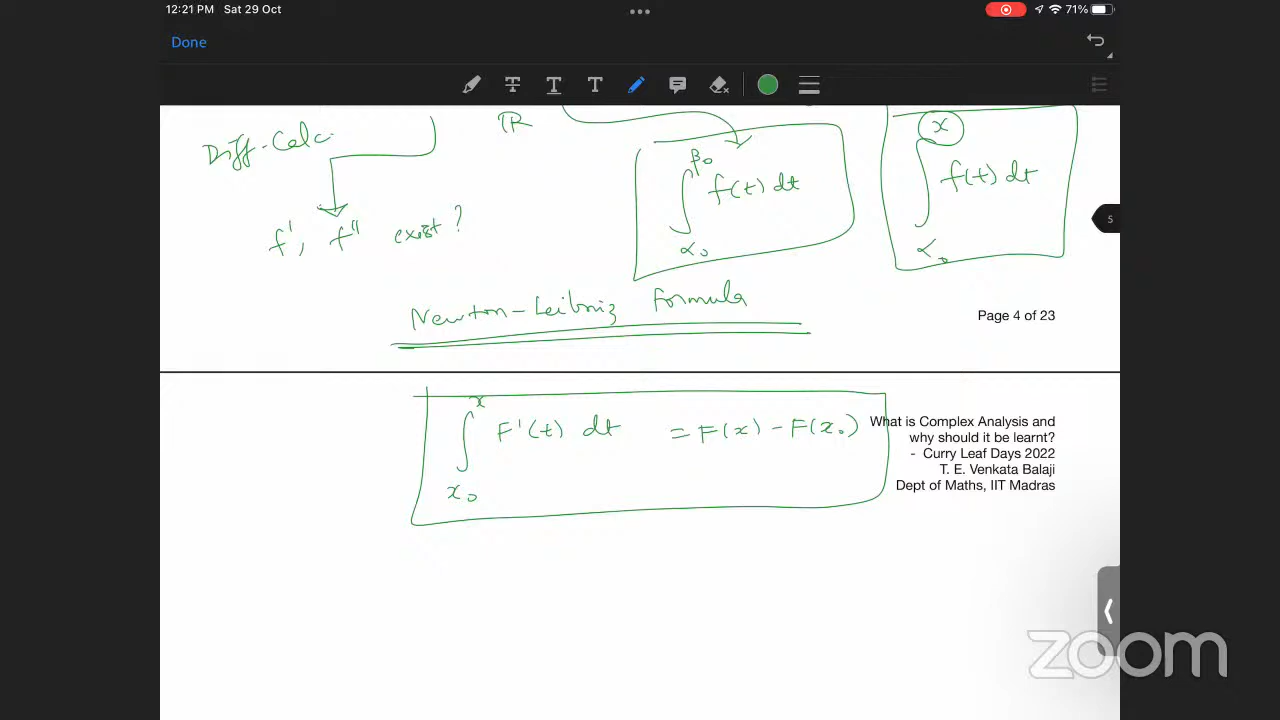 12:21 PM Sat 29 Oct
71%
Done
T T T
Diff-Calc
ℝ
f', f'' exist?
∫_{α₀}^{β₀} f(t) dt
∫_{α₀}^{x} f(t) dt
5
Newton-Leibniz Formula
Page 4 of 23
∫_{x₀}^{x} F'(t) dt = F(x) - F(x₀)
What is Complex Analysis and
why should it be learnt?
- Curry Leaf Days 2022
T. E. Venkata Balaji
Dept of Maths, IIT Madras
zoom